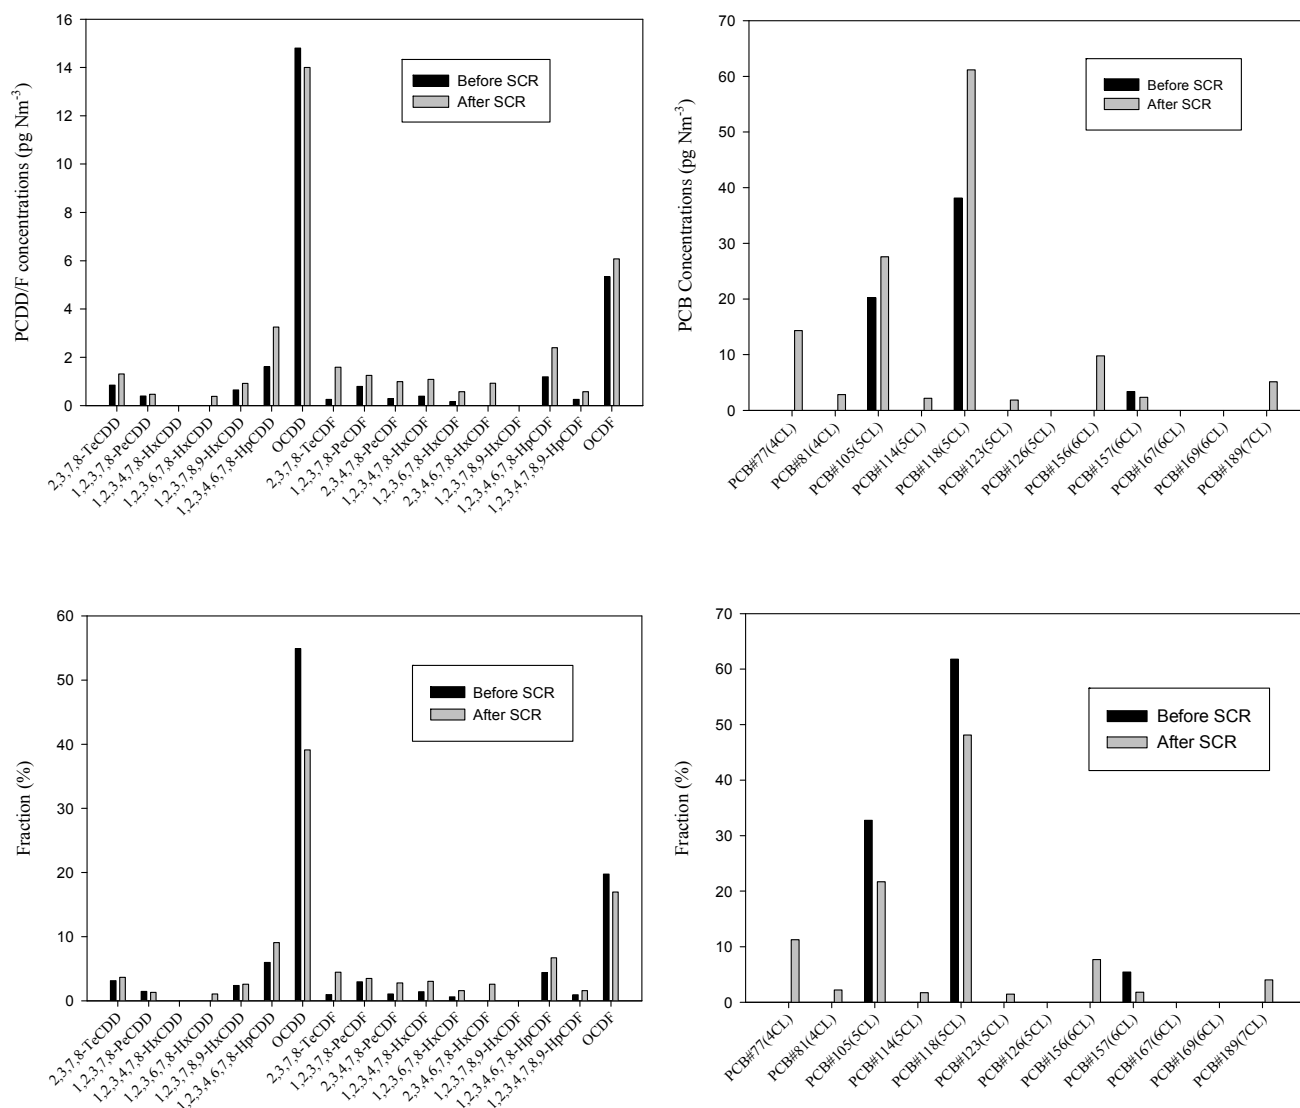 PCDD/F concentrations (pg Nm-3)
16
14
12
10
8
6
4
2
0
Before SCR
After SCR
2,3,7,8-TeCDD
1,2,3,7,8-PeCDD
1,2,3,4,7,8-HxCDD
1,2,3,6,7,8-HxCDD
1,2,3,7,8,9-HxCDD
1,2,3,4,6,7,8-HpCDD
OCDD
2,3,7,8-TeCDF
1,2,3,7,8-PeCDF
2,3,4,7,8-PeCDF
1,2,3,4,7,8-HxCDF
1,2,3,6,7,8-HxCDF
2,3,4,6,7,8-HxCDF
1,2,3,7,8,9-HxCDF
1,2,3,4,6,7,8-HpCDF
1,2,3,4,7,8,9-HpCDF
OCDF
PCB Concentrations (pg Nm-3)
70
60
50
40
30
20
10
0
Before SCR
After SCR
PCB#77(4CL)
PCB#81(4CL)
PCB#105(5CL)
PCB#114(5CL)
PCB#118(5CL)
PCB#123(5CL)
PCB#126(5CL)
PCB#156(6CL)
PCB#157(6CL)
PCB#167(6CL)
PCB#169(6CL)
PCB#189(7CL)
Fraction (%)
60
50
40
30
20
10
0
Before SCR
After SCR
2,3,7,8-TeCDD
1,2,3,7,8-PeCDD
1,2,3,4,7,8-HxCDD
1,2,3,6,7,8-HxCDD
1,2,3,7,8,9-HxCDD
1,2,3,4,6,7,8-HpCDD
OCDD
2,3,7,8-TeCDF
1,2,3,7,8-PeCDF
2,3,4,7,8-PeCDF
1,2,3,4,7,8-HxCDF
1,2,3,6,7,8-HxCDF
2,3,4,6,7,8-HxCDF
1,2,3,7,8,9-HxCDF
1,2,3,4,6,7,8-HpCDF
1,2,3,4,7,8,9-HpCDF
OCDF
Fraction (%)
70
60
50
40
30
20
10
0
Before SCR
After SCR
PCB#77(4CL)
PCB#81(4CL)
PCB#105(5CL)
PCB#114(5CL)
PCB#118(5CL)
PCB#123(5CL)
PCB#126(5CL)
PCB#156(6CL)
PCB#157(6CL)
PCB#167(6CL)
PCB#169(6CL)
PCB#189(7CL)